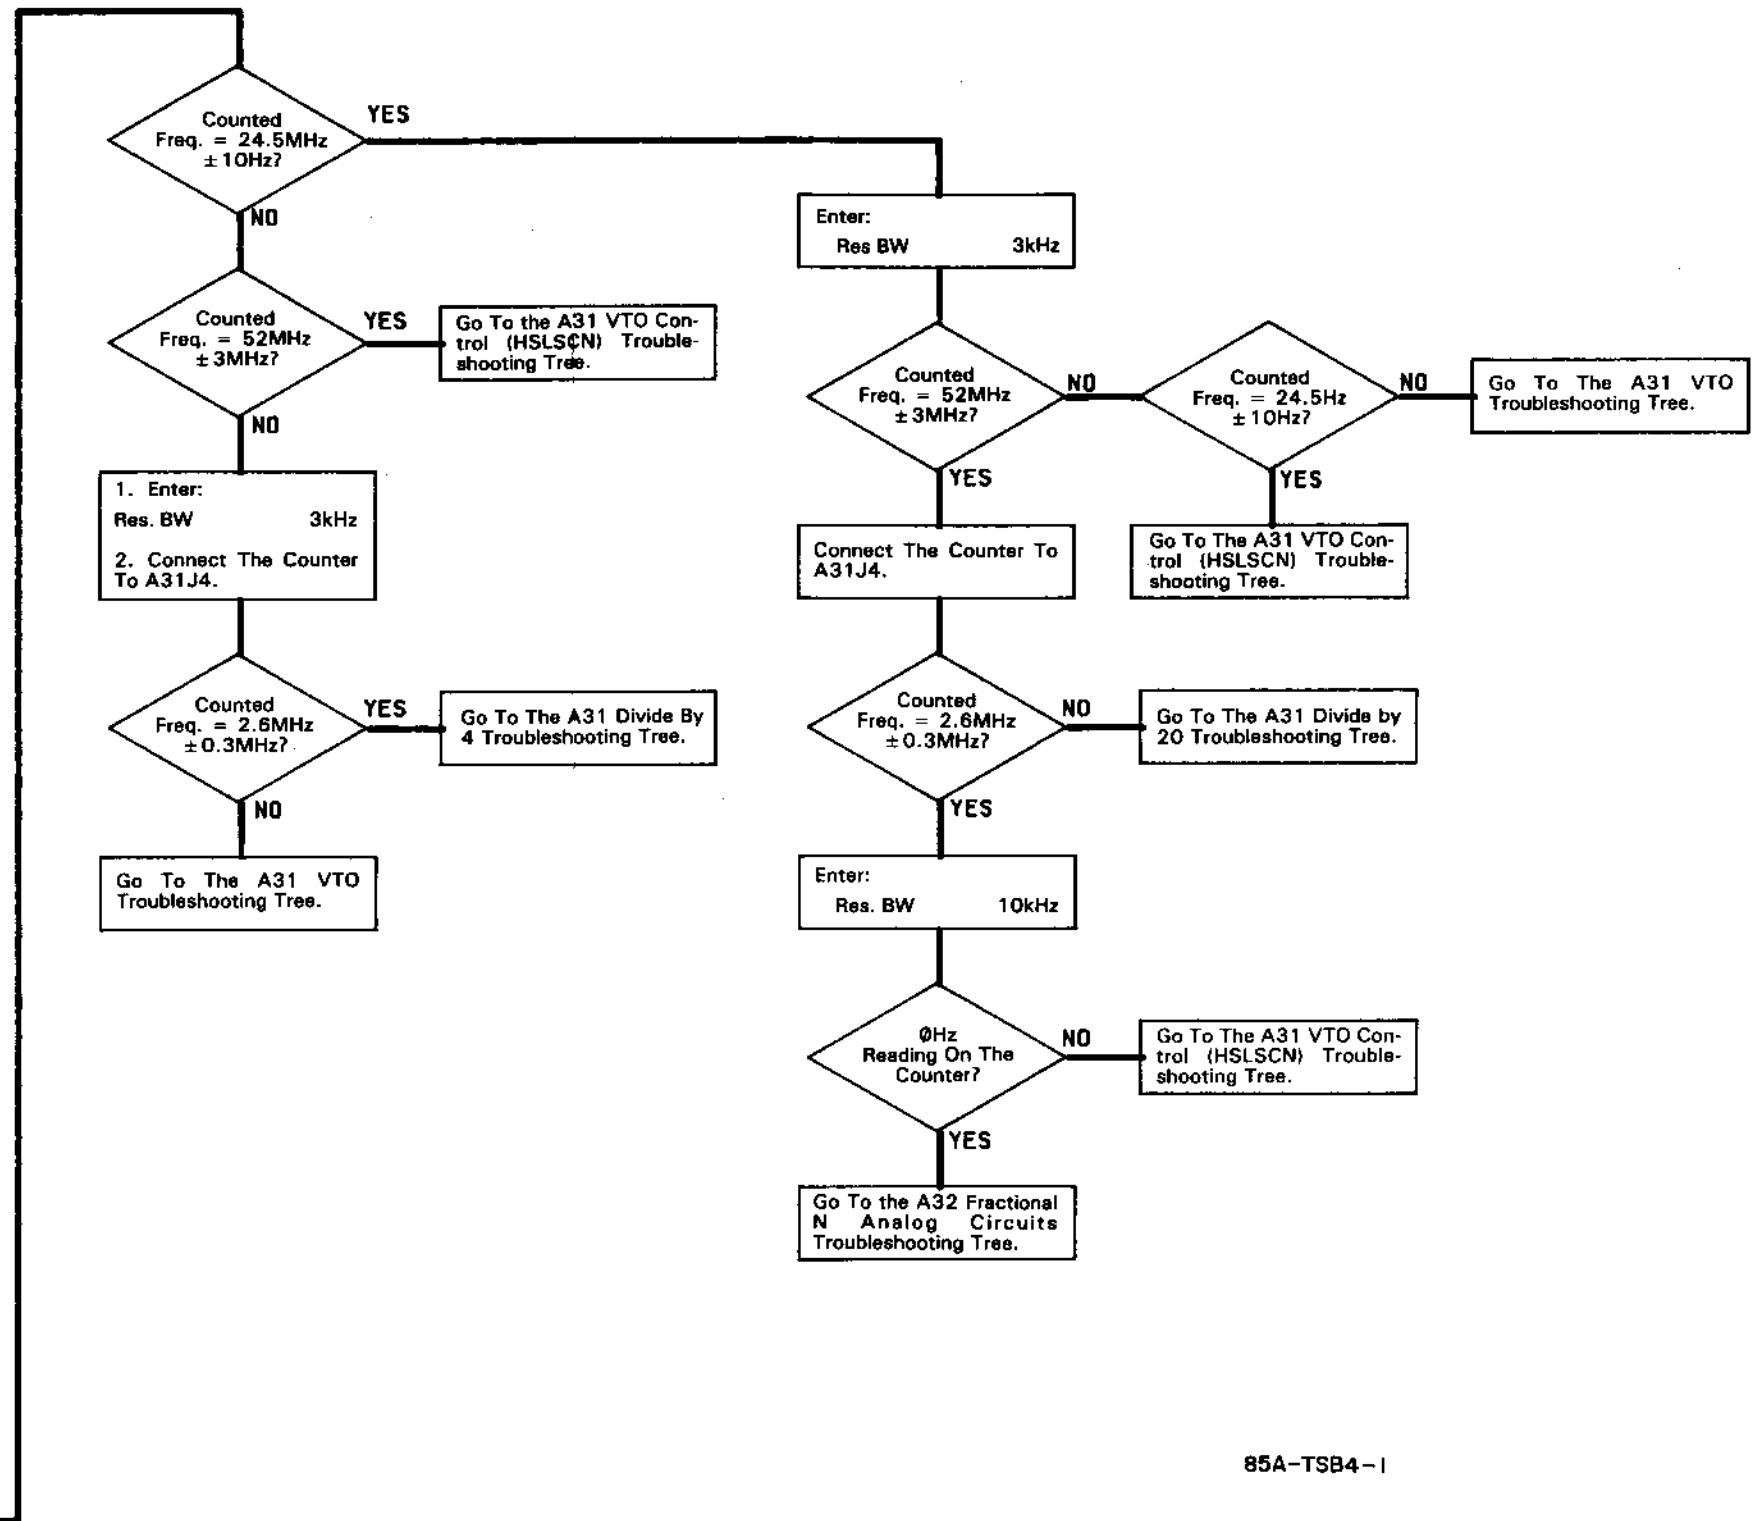 Counted
Freq. = 24.5MHz
± 10Hz?
YES
NO
Counted
Freq. = 52MHz
± 3MHz?
YES
Go To the A31 VTO Con-
trol (HSLSCN) Trouble-
shooting Tree.
NO
1. Enter:
Res. BW 3kHz
2. Connect The Counter
To A31J4.
Counted
Freq. = 2.6MHz
± 0.3MHz?
YES
Go To The A31 Divide By
4 Troubleshooting Tree.
NO
Go To The A31 VTO
Troubleshooting Tree.
Enter:
Res BW 3kHz
Counted
Freq. = 52MHz
± 3MHz?
NO
Counted
Freq. = 24.5Hz
± 10Hz?
NO
Go To The A31 VTO
Troubleshooting Tree.
YES
Go To The A31 VTO Con-
trol (HSLSCN) Trouble-
shooting Tree.
YES
Connect The Counter To
A31J4.
Counted
Freq. = 2.6MHz
± 0.3MHz?
NO
Go To The A31 Divide by
20 Troubleshooting Tree.
YES
Enter:
Res. BW 10kHz
ØHz
Reading On The
Counter?
NO
Go To The A31 VTO Con-
trol (HSLSCN) Trouble-
shooting Tree.
YES
Go To the A32 Fractional
N Analog Circuits
Troubleshooting Tree.
85A-TSB4-1